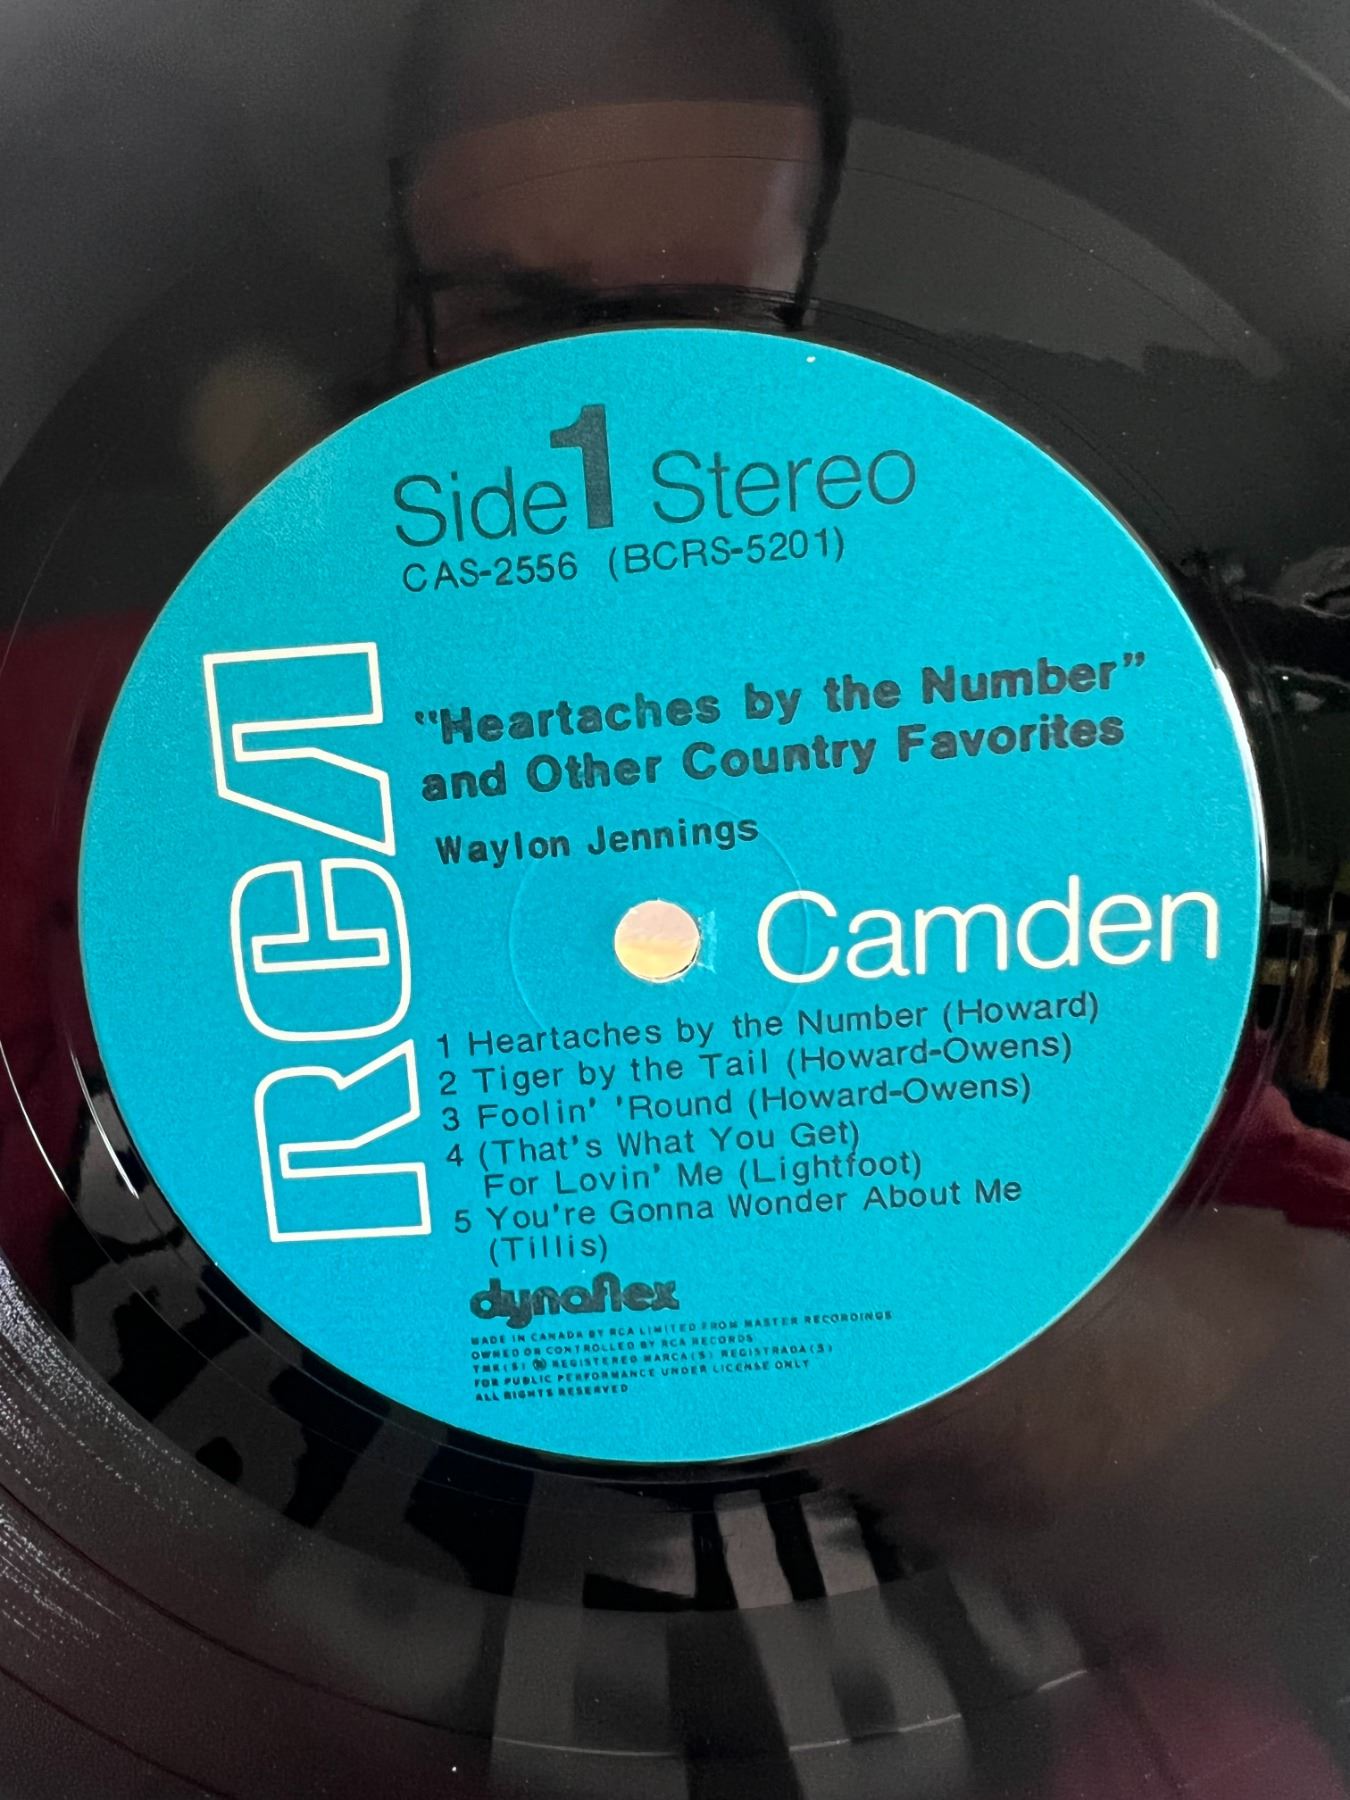 Side 1 Stereo
CAS-2556 (BCRS-5201)
RCA
"Heartaches by the Number"
and Other Country Favorites
Waylon Jennings
Camden
1 Heartaches by the Number (Howard)
2 Tiger by the Tail (Howard-Owens)
3 Foolin' 'Round (Howard-Owens)
4 (That's What You Get)
For Lovin' Me (Lightfoot)
5 You're Gonna Wonder About Me
(Tillis)
dynaflex
MADE IN CANADA BY RCA LIMITED FROM MASTER RECORDINGS
OWNED OR CONTROLLED BY RCA RECORDS
TMK(S) ® REGISTERED MARCA(S) REGISTRADA(S)
FOR PUBLIC PERFORMANCE UNDER LICENSE ONLY
ALL RIGHTS RESERVED